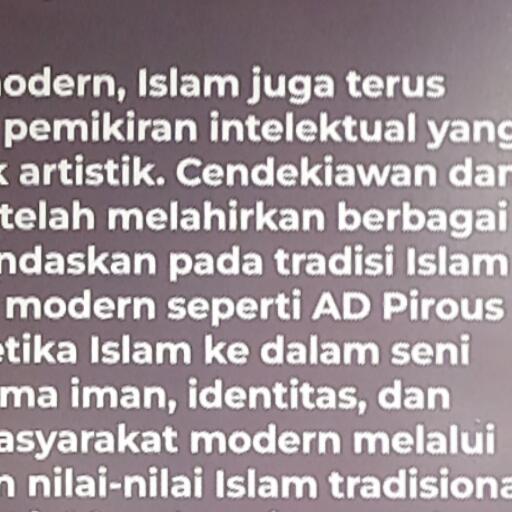 modern, Islam juga terus
pemikiran intelektual yang
artistik. Cendekiawan dan
telah melahirkan berbagai
ndaskan pada tradisi Islam
modern seperti AD Pirous
etika Islam ke dalam seni
ma iman, identitas, dan
asyarakat modern melalui
nilai-nilai Islam tradisiona